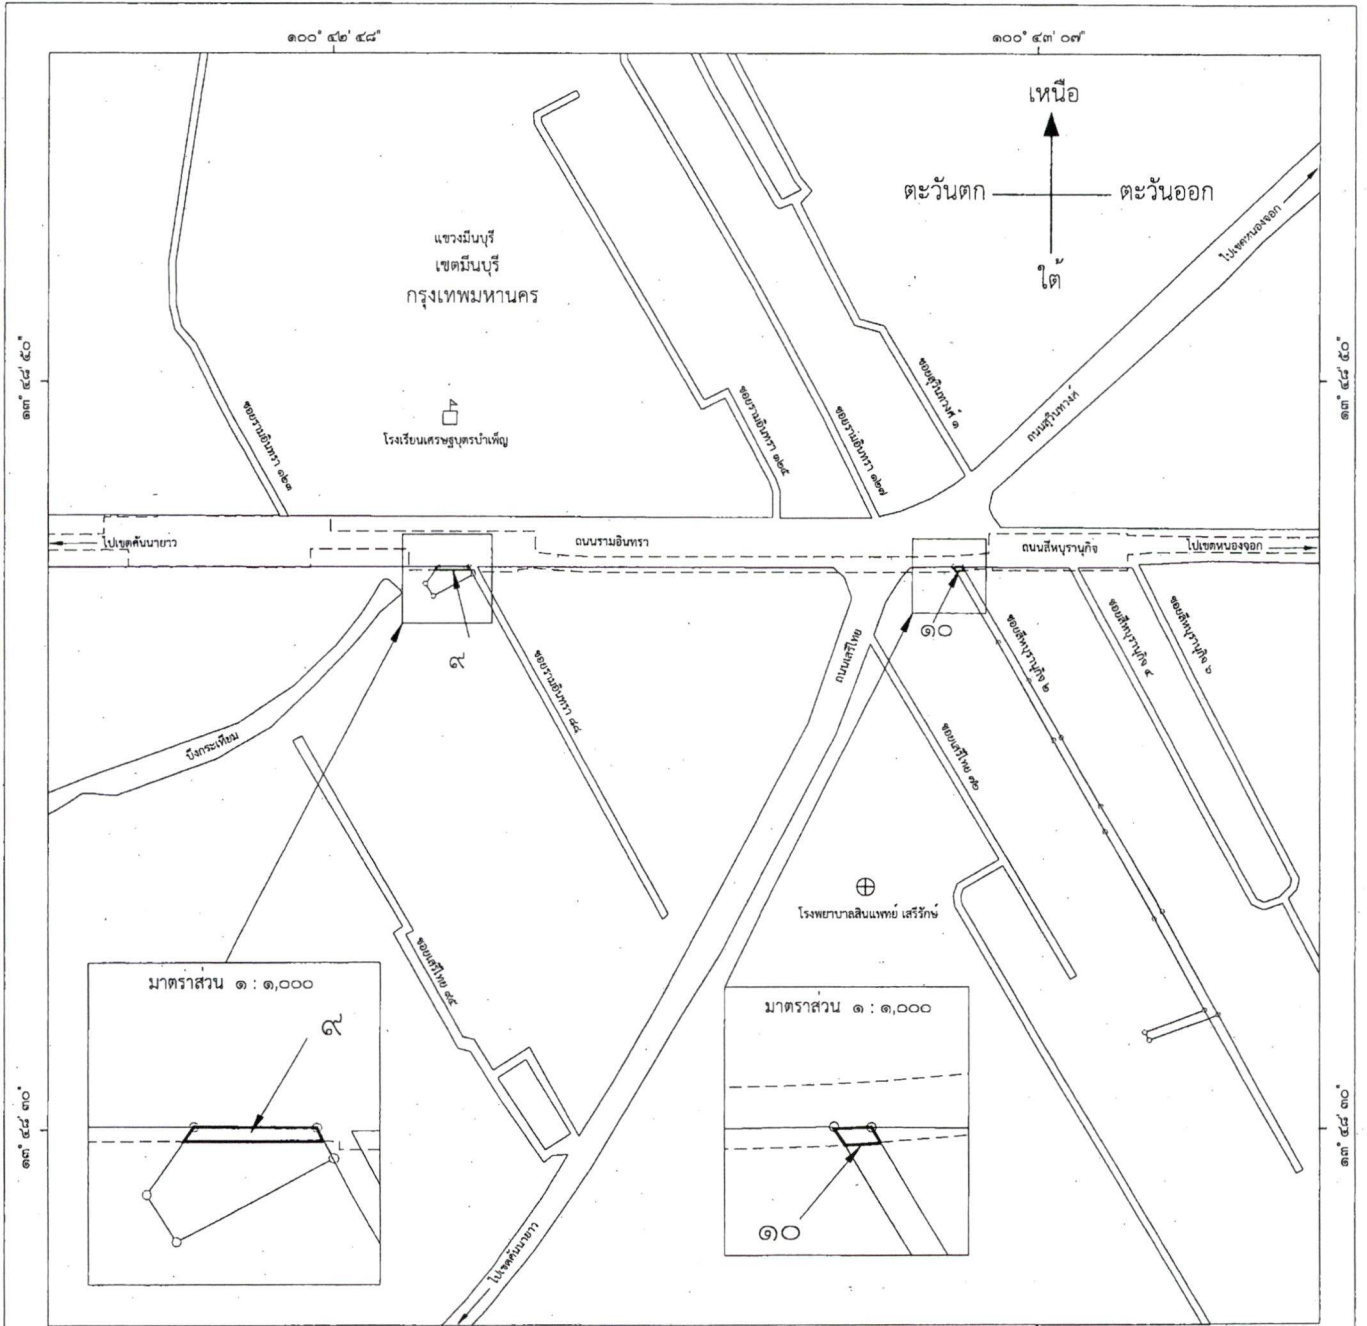 ๑๐๐° ๔๒' ๕๘"
๑๐๐° ๔๓' ๐๗"
เหนือ
ตะวันตก
ตะวันออก
ใต้
ไปเขตหนองจอก
แขวงมีนบุรี
เขตมีนบุรี
กรุงเทพมหานคร
๑๓° ๔๘' ๕๐"
๑๓° ๔๘' ๕๐"
ซอยสุวินทวงศ์ ๑
ถนนสุวินทวงศ์
ซอยรามอินทรา ๑๒๓
โรงเรียนเศรษฐบุตรบำเพ็ญ
ซอยรามอินทรา ๑๒๕
ซอยรามอินทรา ๑๒๗
ไปเขตคันนายาว
ถนนรามอินทรา
ถนนสีหบุรานุกิจ
ไปเขตหนองจอก
๙
๑๐
ซอยรามอินทรา ๘๘
ถนนเสรีไทย
ซอยสีหบุรานุกิจ ๒
ซอยสีหบุรานุกิจ ๔
ซอยสีหบุรานุกิจ ๖
บึงกระเทียม
ซอยเสรีไทย ๗๒
โรงพยาบาลสินแพทย์ เสรีรักษ์
ซอยเสรีไทย ๙๕
มาตราส่วน ๑ : ๑,๐๐๐
๙
มาตราส่วน ๑ : ๑,๐๐๐
๑๐
๑๓° ๔๘' ๓๐"
๑๓° ๔๘' ๓๐"
ไปเขตคันนายาว